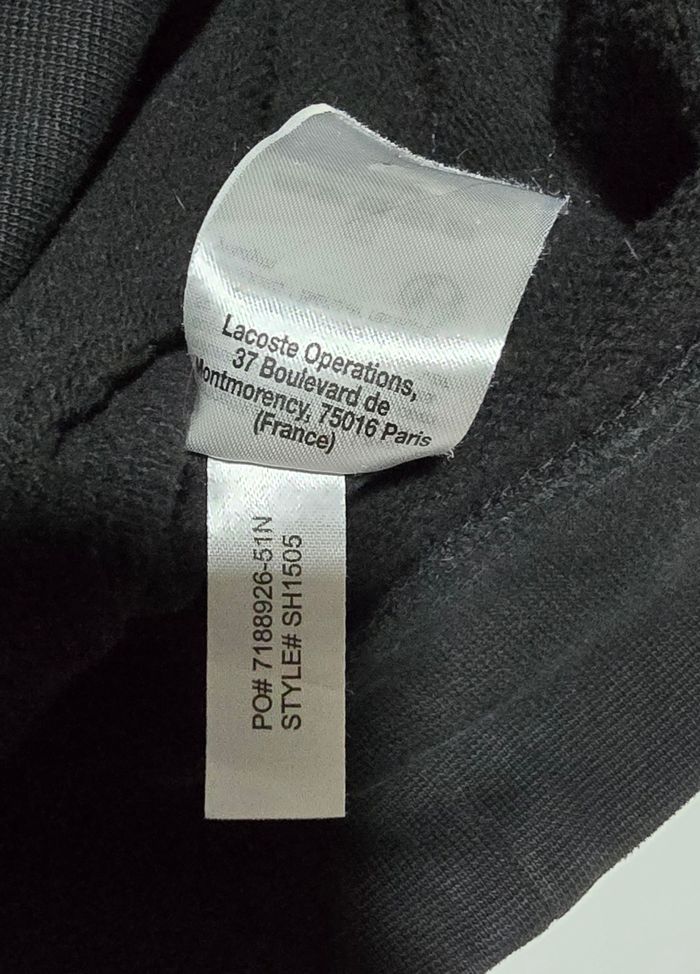 Lacoste Operations,
37 Boulevard de
Montmorency, 75016 Paris
(France)
PO# 7188926-51N
STYLE# SH1505